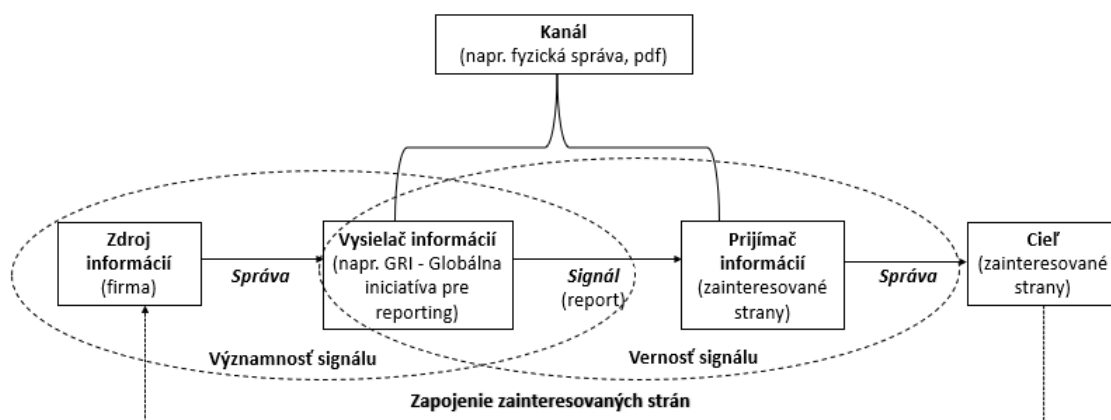 Kanál
(napr. fyzická správa, pdf)
Zdroj
informácií
(firma)
Správa
Vysielač informácií
(napr. GRI - Globálna
iniciatíva pre
reporting)
Signál
(report)
Prijímač
informácií
(zainteresované
strany)
Správa
Cieľ
(zainteresované
strany)
Významnosť signálu
Vernosť signálu
Zapojenie zainteresovaných strán